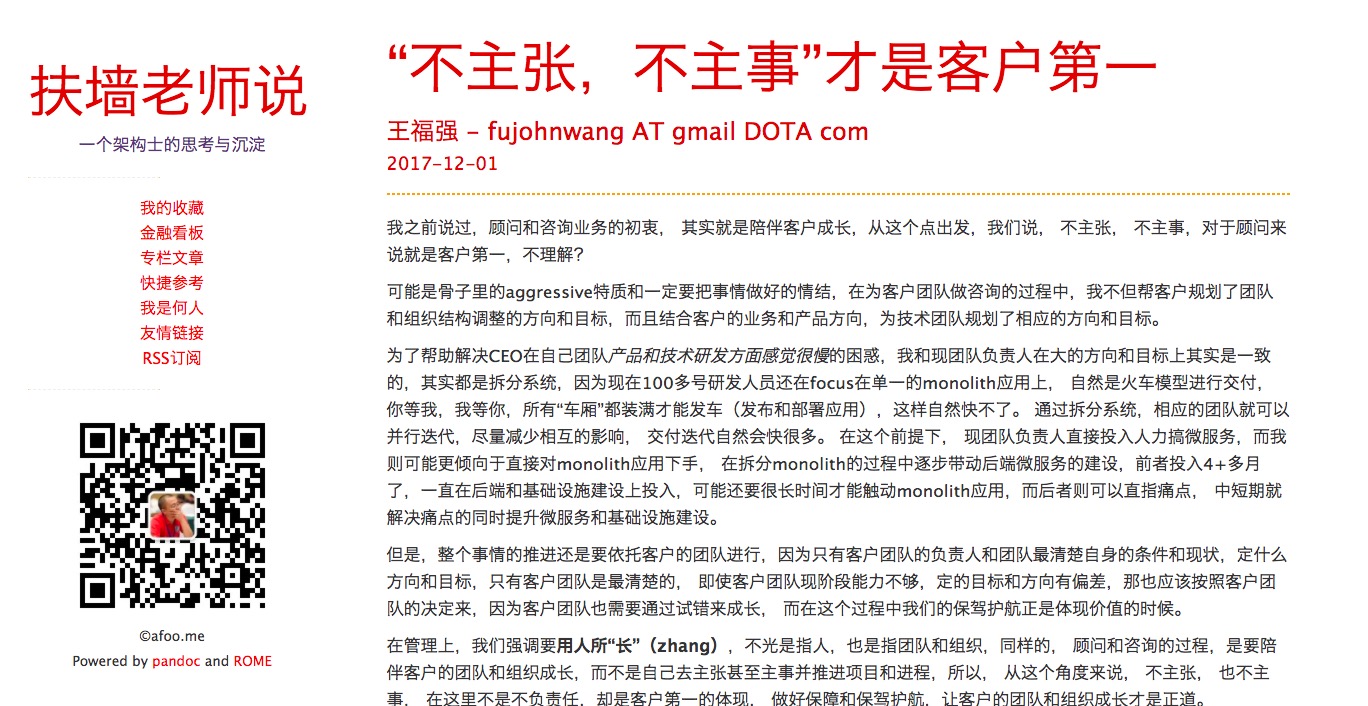 扶墙老师说
一个架构士的思考与沉淀
我的收藏
金融看板
专栏文章
快捷参考
我是何人
友情链接
RSS订阅
©afoo.me
Powered by pandoc and ROME
“不主张，不主事”才是客户第一
王福强 - fujohnwang AT gmail DOTA com
2017-12-01
我之前说过，顾问和咨询业务的初衷， 其实就是陪伴客户成长，从这个点出发，我们说， 不主张， 不主事，对于顾问来
说就是客户第一，不理解？
可能是骨子里的aggressive特质和一定要把事情做好的情结，在为客户团队做咨询的过程中，我不但帮客户规划了团队
和组织结构调整的方向和目标，而且结合客户的业务和产品方向，为技术团队规划了相应的方向和目标。
为了帮助解决CEO在自己团队产品和技术研发方面感觉很慢的困惑，我和现团队负责人在大的方向和目标上其实是一致
的，其实都是拆分系统，因为现在100多号研发人员还在focus在单一的monolith应用上， 自然是火车模型进行交付，
你等我，我等你，所有“车厢”都装满才能发车（发布和部署应用），这样自然快不了。 通过拆分系统，相应的团队就可以
并行迭代，尽量减少相互的影响， 交付迭代自然会快很多。 在这个前提下， 现团队负责人直接投入人力搞微服务，而我
则可能更倾向于直接对monolith应用下手， 在拆分monolith的过程中逐步带动后端微服务的建设，前者投入4+多月
了，一直在后端和基础设施建设上投入，可能还要很长时间才能触动monolith应用，而后者则可以直指痛点， 中短期就
解决痛点的同时提升微服务和基础设施建设。
但是，整个事情的推进还是要依托客户的团队进行，因为只有客户团队的负责人和团队最清楚自身的条件和现状，定什么
方向和目标，只有客户团队是最清楚的， 即使客户团队现阶段能力不够，定的目标和方向有偏差，那也应该按照客户团
队的决定来，因为客户团队也需要通过试错来成长， 而在这个过程中我们的保驾护航正是体现价值的时候。
在管理上，我们强调要用人所“长”（zhang），不光是指人，也是指团队和组织，同样的， 顾问和咨询的过程，是要陪
伴客户的团队和组织成长，而不是自己去主张甚至主事并推进项目和进程，所以， 从这个角度来说， 不主张， 也不主
事， 在这里不是不负责任，却是客户第一的体现， 做好保障和保驾护航，让客户的团队和组织成长才是正道。